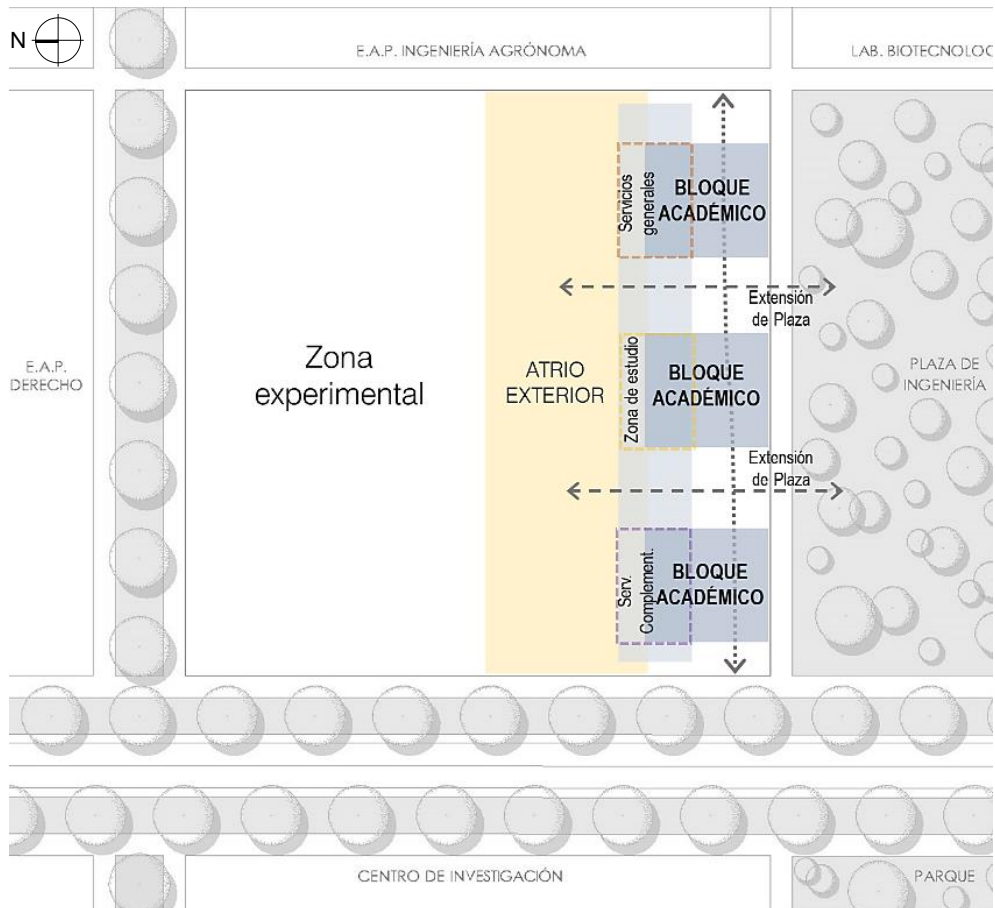 N
E.A.P. INGENIERÍA AGRÓNOMA
LAB. BIOTECNOLOG
Servicios
generales
BLOQUE
ACADÉMICO
Extensión
de Plaza
E.A.P.
DERECHO
Zona
experimental
ATRIO
EXTERIOR
Zona de estudio
BLOQUE
ACADÉMICO
PLAZA DE
INGENIERÍA
Extensión
de Plaza
Serv.
Complement.
BLOQUE
ACADÉMICO
CENTRO DE INVESTIGACIÓN
PARQUE